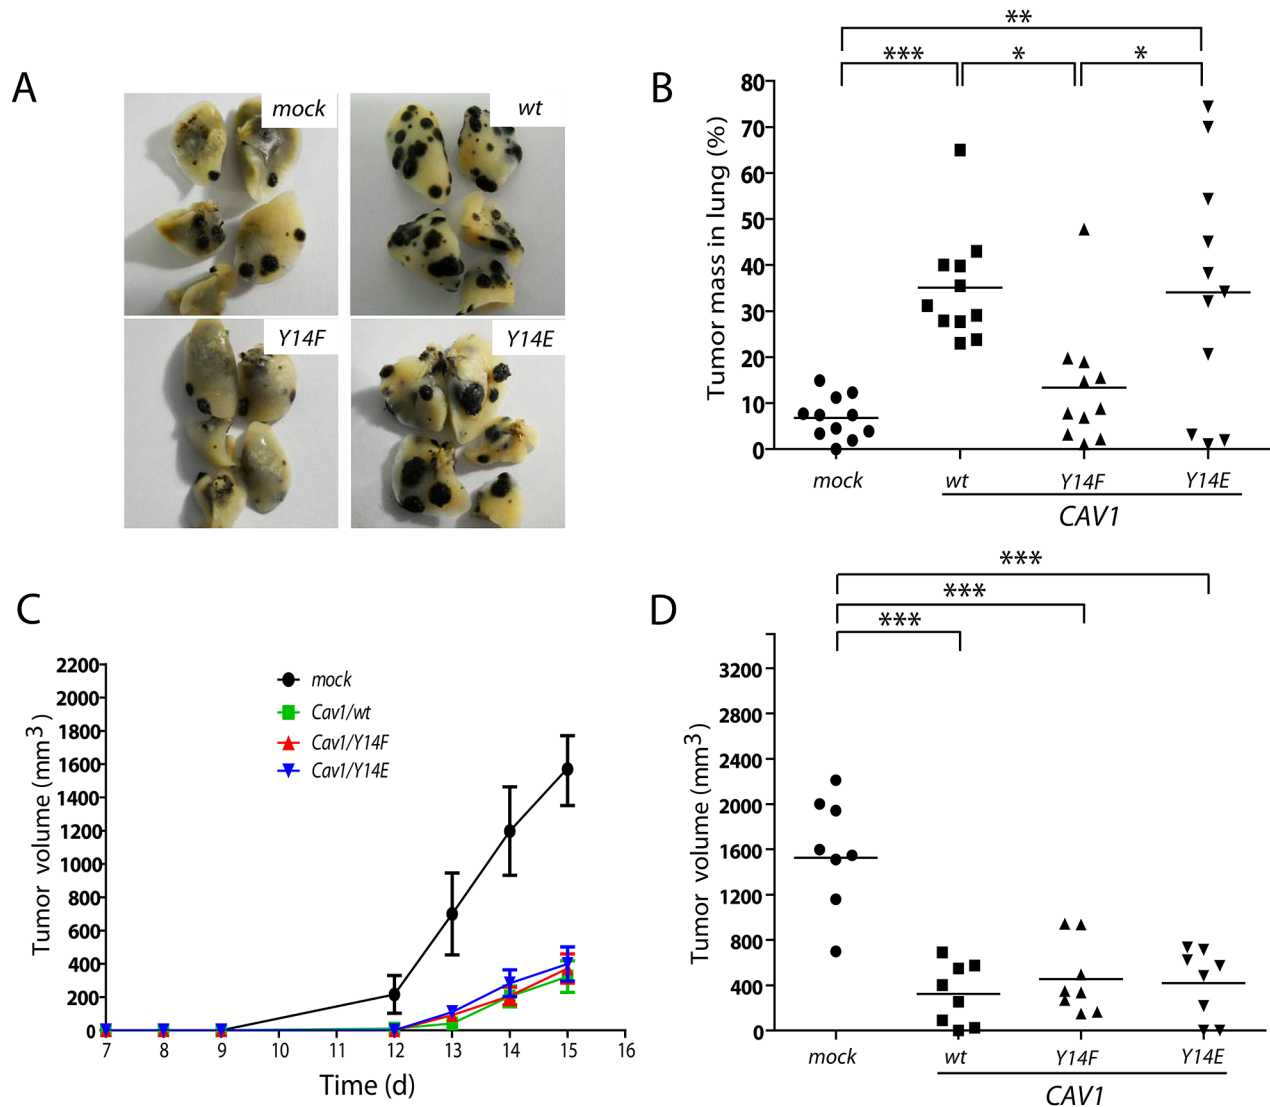 A
mock
wt
Y14F
Y14E
B
**
***
*
*
Tumor mass in lung (%)
80
70
60
50
40
30
20
10
0
mock
wt
Y14F
Y14E
CAV1
C
Tumor volume (mm3)
2200
2000
1800
1600
1400
1200
1000
800
600
400
200
0
mock
Cav1/wt
Cav1/Y14F
Cav1/Y14E
7
8
9
10
11
12
13
14
15
16
Time (d)
D
***
***
***
Tumor volume (mm3)
3200
2800
2400
2000
1600
1200
800
400
0
mock
wt
Y14F
Y14E
CAV1